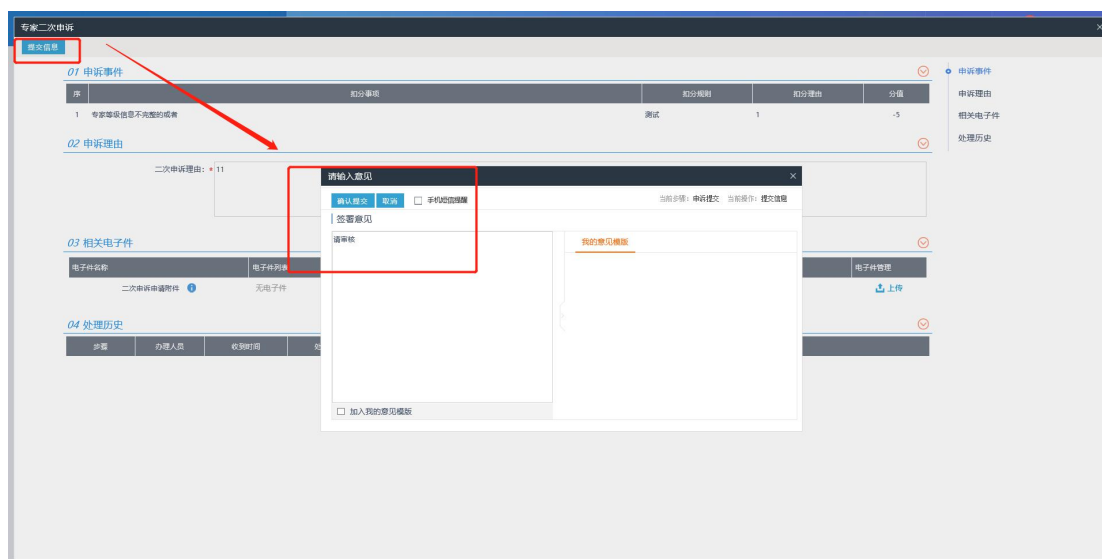 专家二次申诉
提交信息
01 申诉事件
序 扣分事项 扣分规则 扣分理由 分值
1 专家等级信息不完整的或者 测试 1 -5
02 申诉理由
二次申诉理由：* 11
03 相关电子件
电子件名称 电子件列表 电子件管理
二次申诉申请附件 无电子件 上传
04 处理历史
步骤 办理人员 收到时间
申诉事件
申诉理由
相关电子件
处理历史
请输入意见
确认提交 取消 手机短信提醒 当前步骤：申诉提交 当前操作：提交信息
签署意见
请审核
我的意见模版
加入我的意见模版